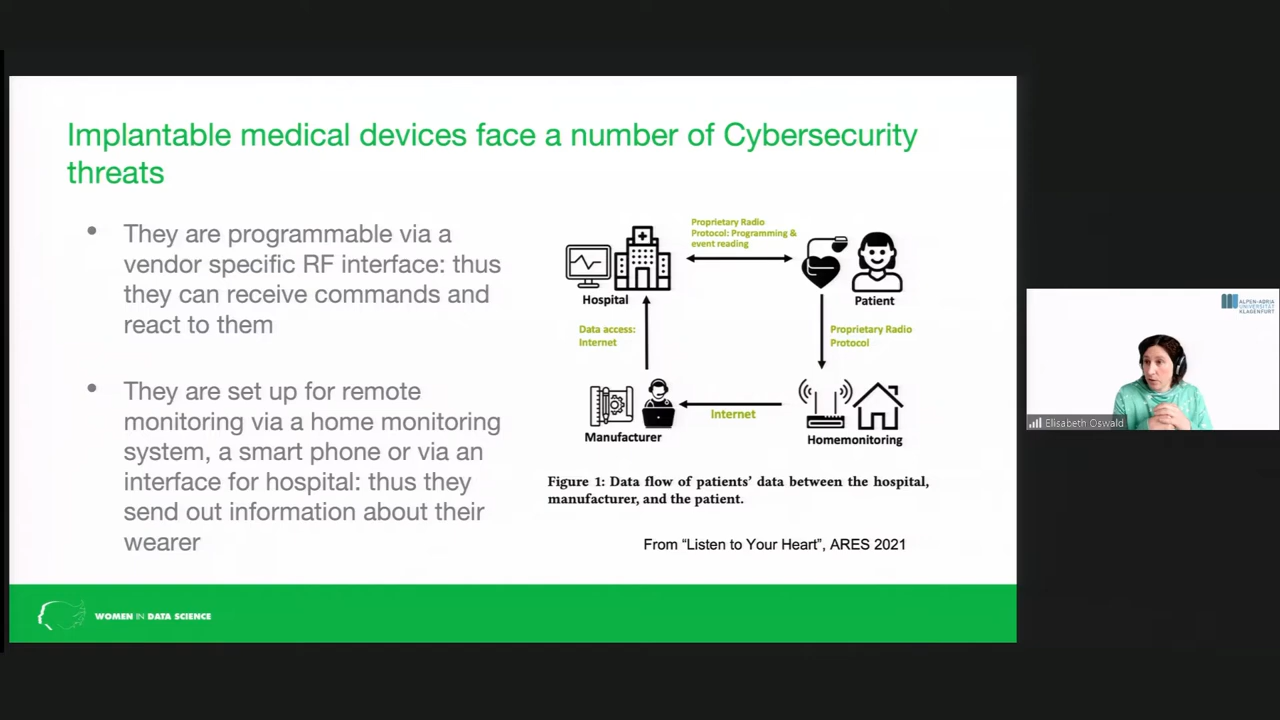 Implantable medical devices face a number of Cybersecurity
threats
• They are programmable via a
vendor specific RF interface: thus
they can receive commands and
react to them
• They are set up for remote
monitoring via a home monitoring
system, a smart phone or via an
interface for hospital: thus they
send out information about their
wearer
Proprietary Radio
Protocol: Programming &
event reading
Hospital
Patient
Data access:
Internet
Proprietary Radio
Protocol
Manufacturer
Internet
Homemonitoring
Figure 1: Data flow of patients' data between the hospital,
manufacturer, and the patient.
From "Listen to Your Heart", ARES 2021
WOMEN IN DATA SCIENCE
ALPEN-ADRIA
UNIVERSITÄT
KLAGENFURT
Elisabeth Oswald